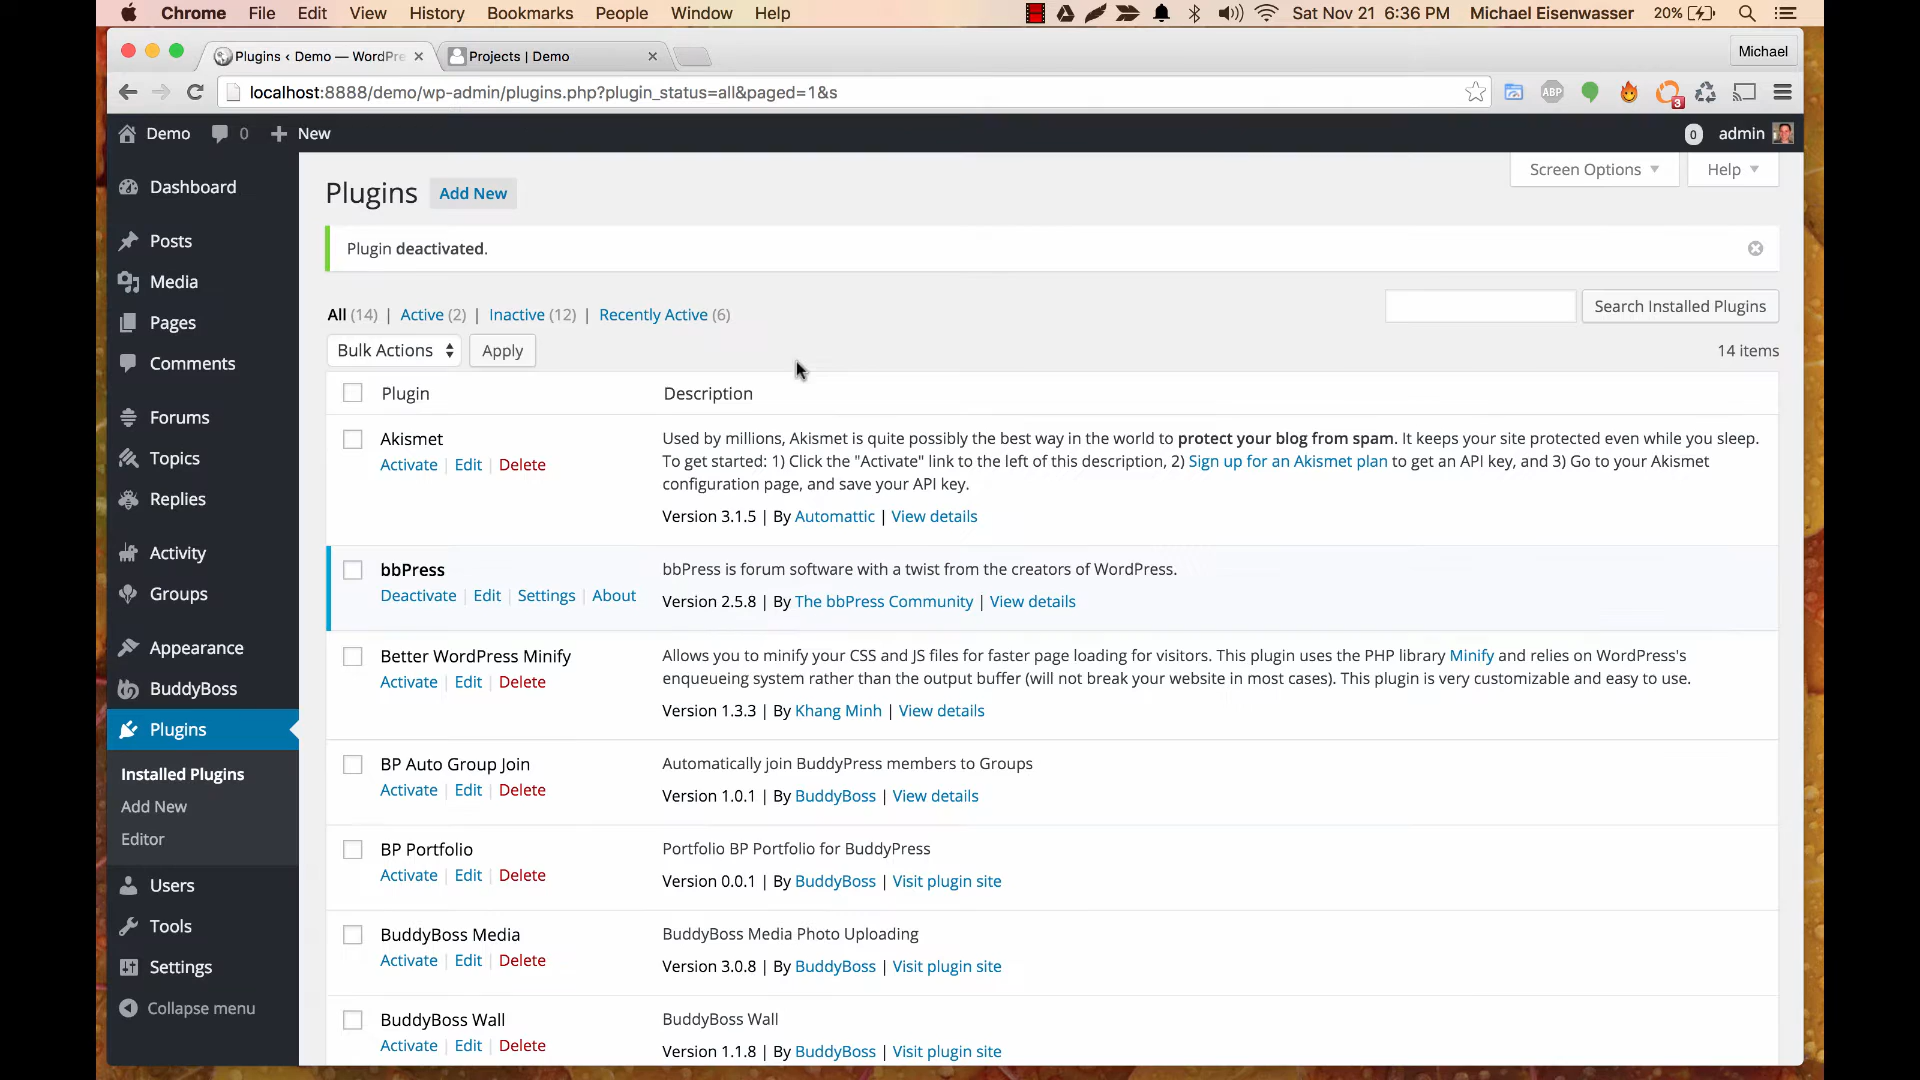 Chrome File Edit View History Bookmarks People Window Help Sat Nov 21 6:36 PM Michael Eisenwasser 20%
Plugins ‹ Demo — WordPre
Projects | Demo
Michael
localhost:8888/demo/wp-admin/plugins.php?plugin_status=all&paged=1&s
ABP
3
Demo 0 New
0 admin
Dashboard
Posts
Media
Pages
Comments
Forums
Topics
Replies
Activity
Groups
Appearance
BuddyBoss
Plugins
Installed Plugins
Add New
Editor
Users
Tools
Settings
Collapse menu
Screen Options
Help
Plugins Add New
Plugin deactivated.
All (14) | Active (2) | Inactive (12) | Recently Active (6)
Search Installed Plugins
Bulk Actions Apply
14 items
Plugin Description
Akismet
Activate | Edit | Delete
Used by millions, Akismet is quite possibly the best way in the world to protect your blog from spam. It keeps your site protected even while you sleep.
To get started: 1) Click the "Activate" link to the left of this description, 2) Sign up for an Akismet plan to get an API key, and 3) Go to your Akismet
configuration page, and save your API key.
Version 3.1.5 | By Automattic | View details
bbPress
Deactivate | Edit | Settings | About
bbPress is forum software with a twist from the creators of WordPress.
Version 2.5.8 | By The bbPress Community | View details
Better WordPress Minify
Activate | Edit | Delete
Allows you to minify your CSS and JS files for faster page loading for visitors. This plugin uses the PHP library Minify and relies on WordPress's
enqueueing system rather than the output buffer (will not break your website in most cases). This plugin is very customizable and easy to use.
Version 1.3.3 | By Khang Minh | View details
BP Auto Group Join
Activate | Edit | Delete
Automatically join BuddyPress members to Groups
Version 1.0.1 | By BuddyBoss | View details
BP Portfolio
Activate | Edit | Delete
Portfolio BP Portfolio for BuddyPress
Version 0.0.1 | By BuddyBoss | Visit plugin site
BuddyBoss Media
Activate | Edit | Delete
BuddyBoss Media Photo Uploading
Version 3.0.8 | By BuddyBoss | Visit plugin site
BuddyBoss Wall
Activate | Edit | Delete
BuddyBoss Wall
Version 1.1.8 | By BuddyBoss | Visit plugin site